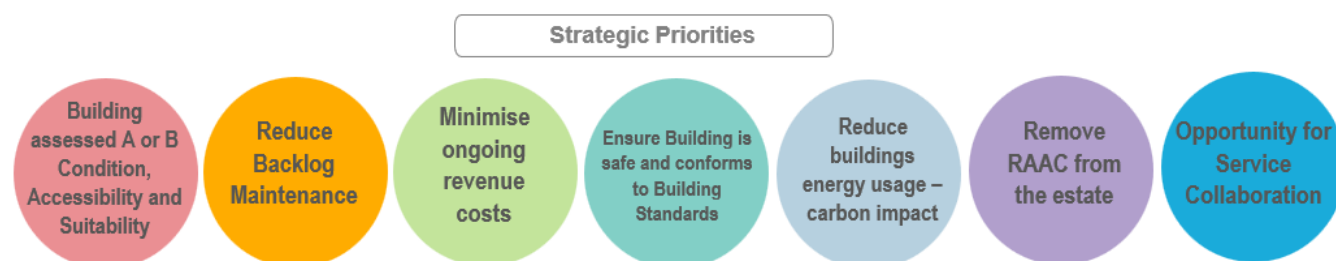 Strategic Priorities
Building
assessed A or B
Condition,
Accessibility and
Suitability
Reduce
Backlog
Maintenance
Minimise
ongoing
revenue
costs
Ensure Building is
safe and conforms
to Building
Standards
Reduce
buildings
energy usage –
carbon impact
Remove
RAAC from
the estate
Opportunity for
Service
Collaboration